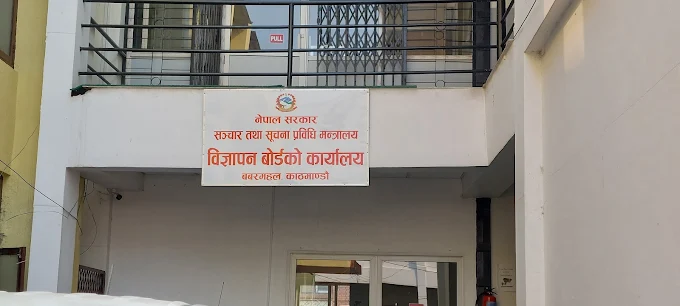 PULL
नेपाल सरकार
सञ्चार तथा सूचना प्रविधि मन्त्रालय
विज्ञापन बोर्डको कार्यालय
बबरमहल, काठमाण्डौ